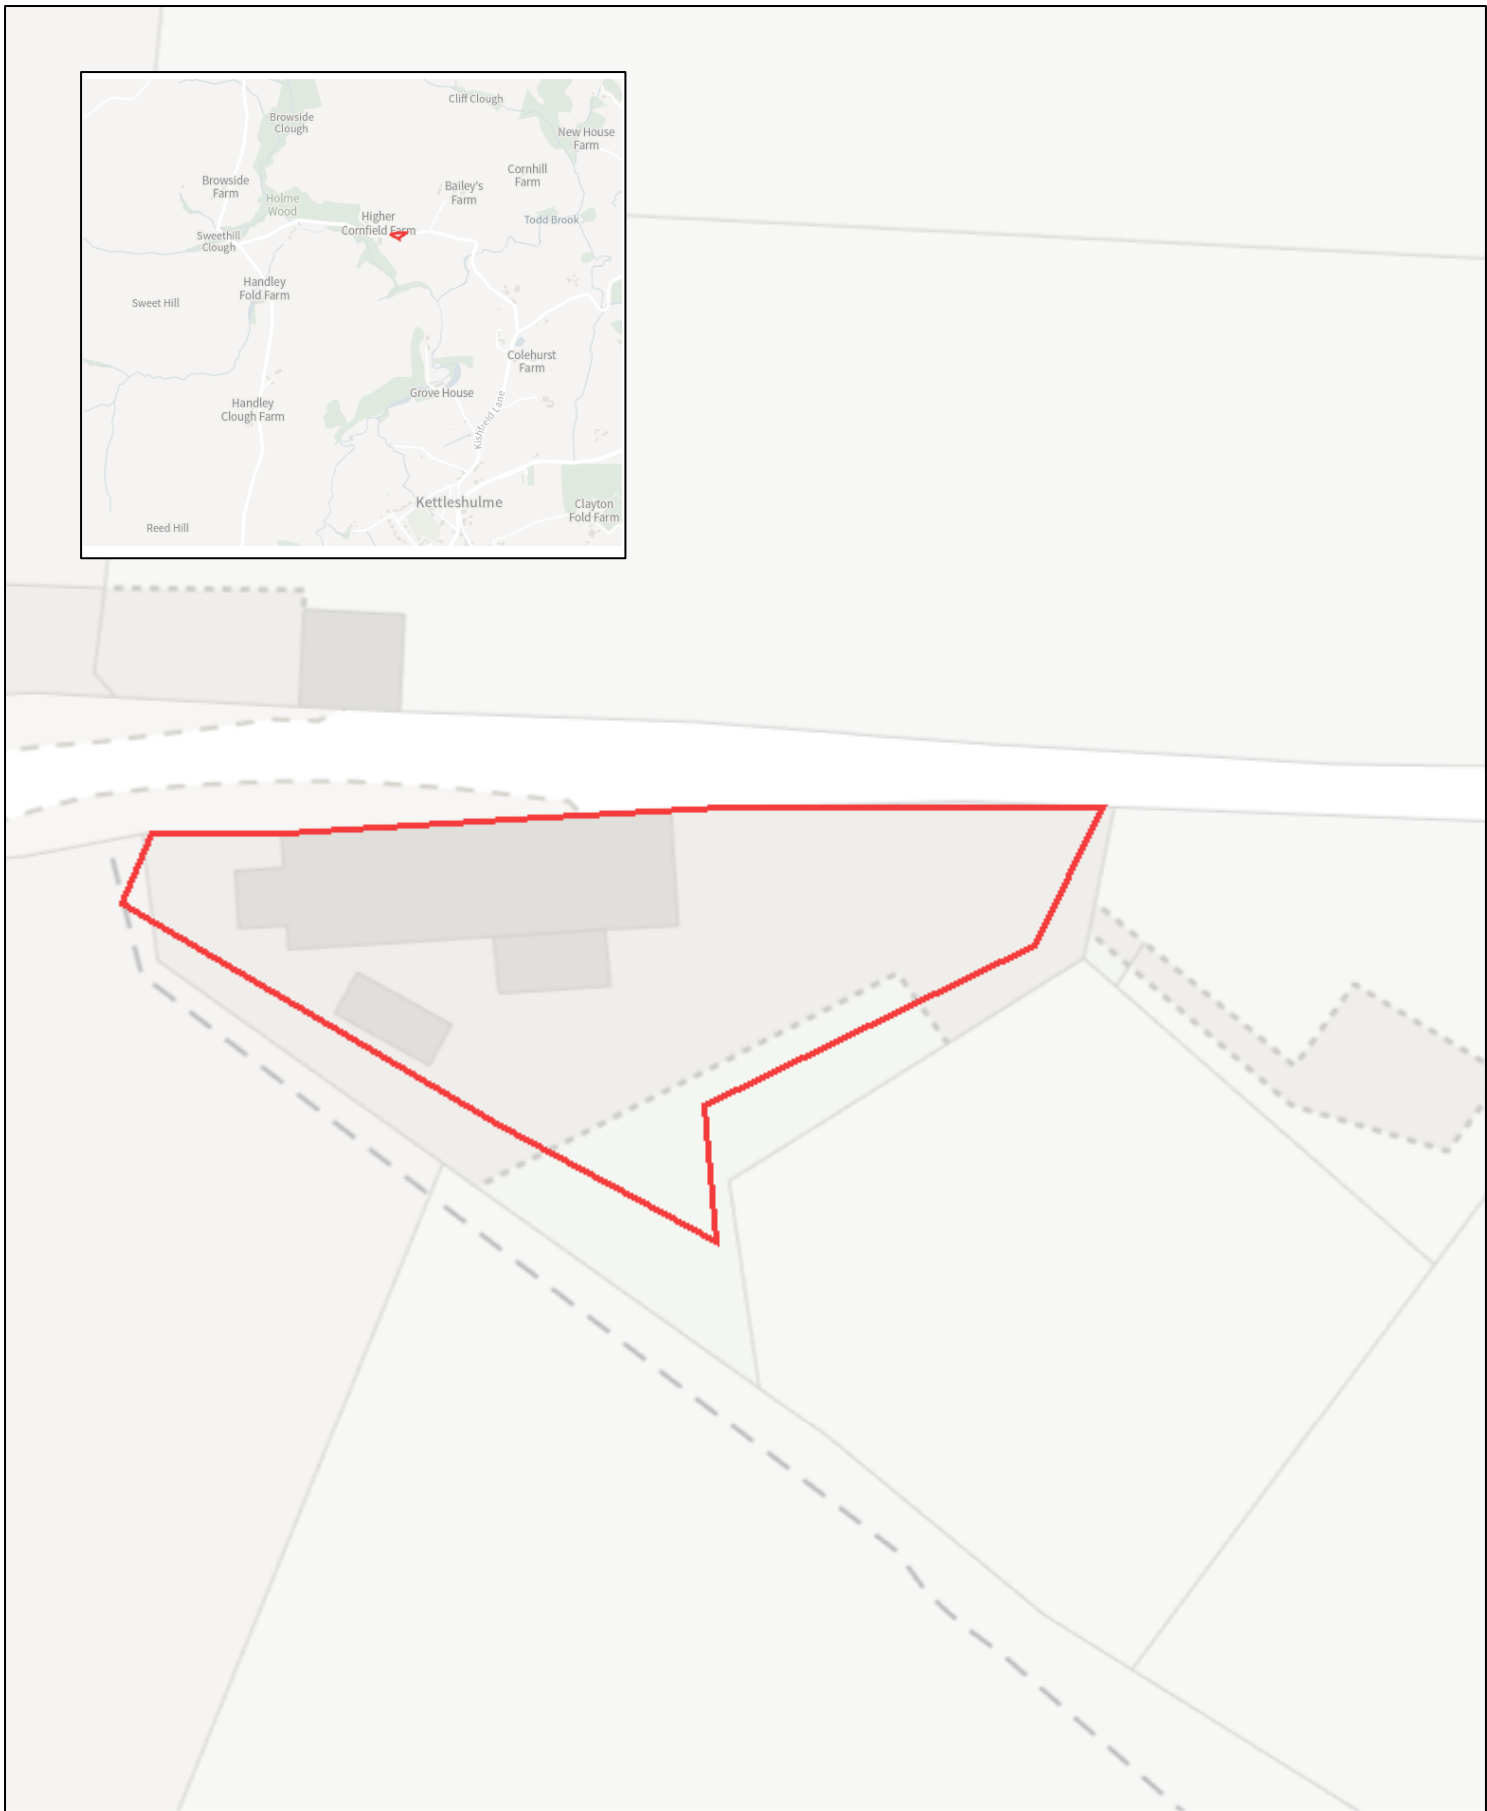 Cliff Clough
Browside
Clough
New House
Farm
Cornhill
Farm
Browside
Farm
Bailey's
Farm
Holme
Wood
Higher
Cornfield Farm
Todd Brook
Sweethill
Clough
Handley
Fold Farm
Sweet Hill
Colehurst
Farm
Grove House
Handley
Clough Farm
Kishfield Lane
Kettleshulme
Clayton
Fold Farm
Reed Hill